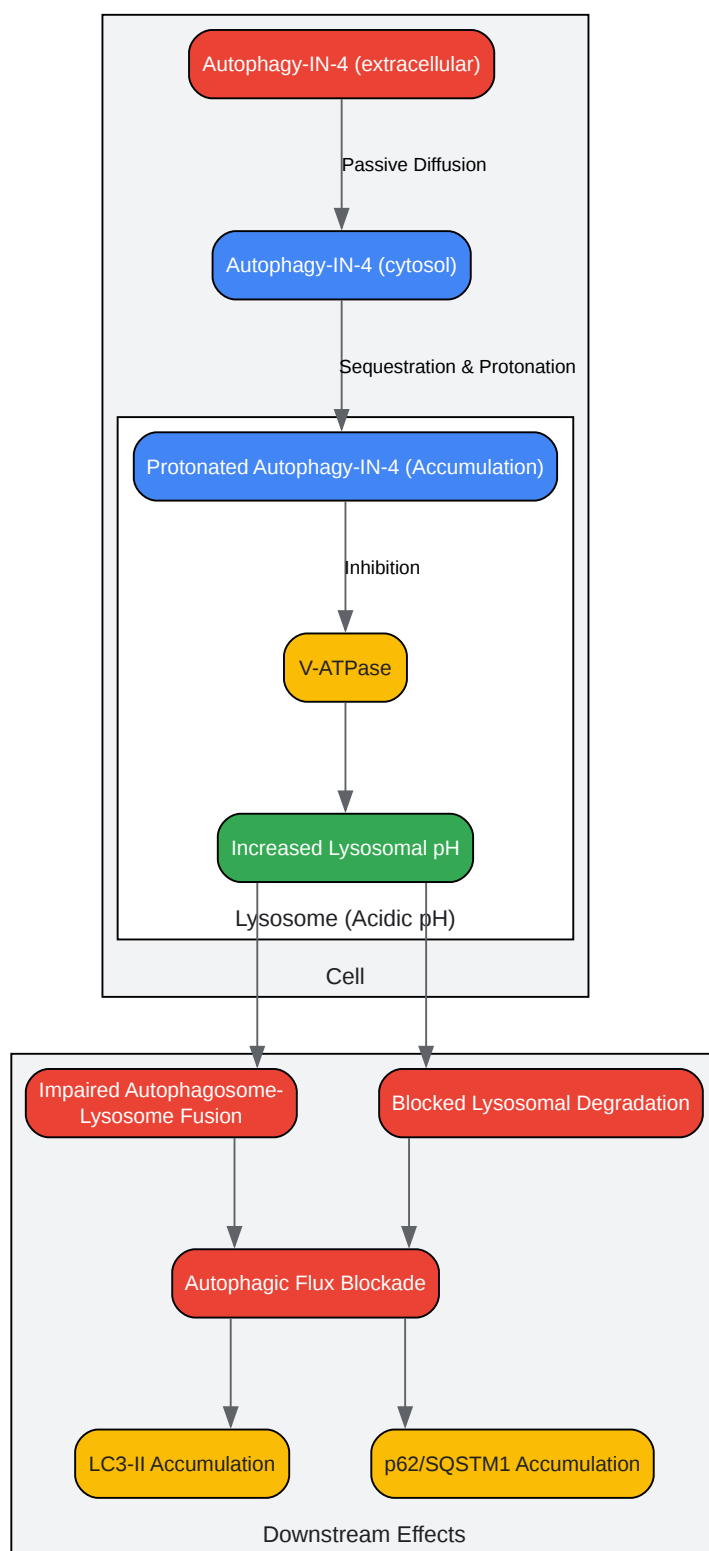 Autophagy-IN-4 (extracellular)
Passive Diffusion
Autophagy-IN-4 (cytosol)
Sequestration & Protonation
Protonated Autophagy-IN-4 (Accumulation)
Inhibition
V-ATPase
Increased Lysosomal pH
Lysosome (Acidic pH)
Cell
Impaired Autophagosome-
Lysosome Fusion
Blocked Lysosomal Degradation
Autophagic Flux Blockade
LC3-II Accumulation
p62/SQSTM1 Accumulation
Downstream Effects